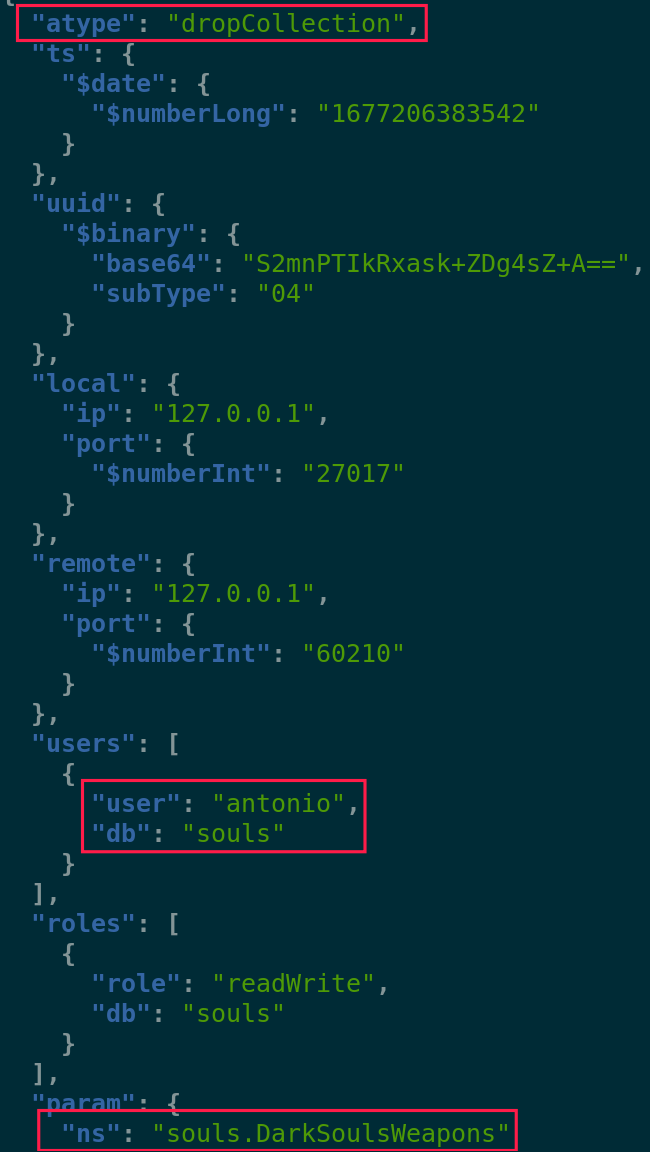 {
"atype": "dropCollection",
"ts": {
"$date": {
"$numberLong": "1677206383542"
}
},
"uuid": {
"$binary": {
"base64": "S2mnPTIkRxask+ZDg4sZ+A==",
"subType": "04"
}
},
"local": {
"ip": "127.0.0.1",
"port": {
"$numberInt": "27017"
}
},
"remote": {
"ip": "127.0.0.1",
"port": {
"$numberInt": "60210"
}
},
"users": [
{
"user": "antonio",
"db": "souls"
}
],
"roles": [
{
"role": "readWrite",
"db": "souls"
}
],
"param": {
"ns": "souls.DarkSoulsWeapons"